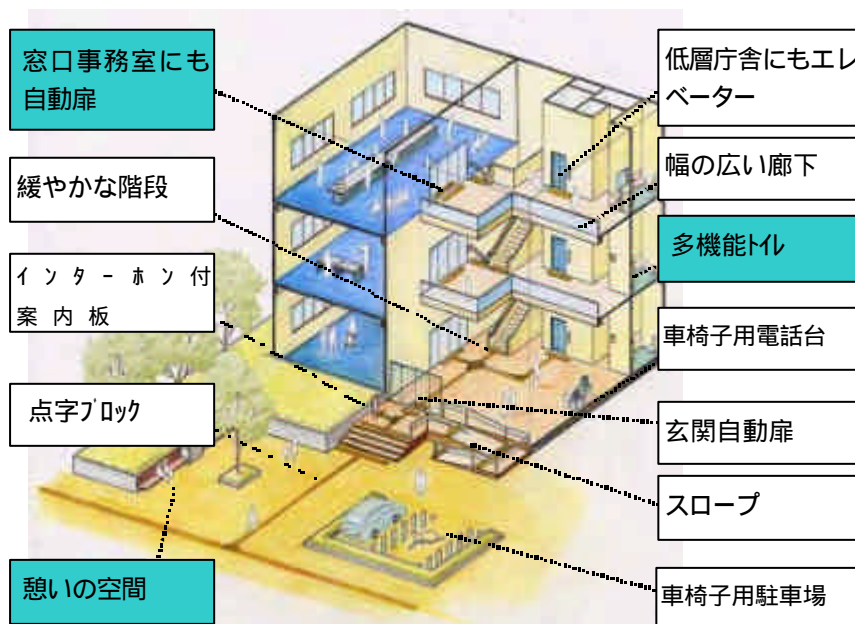 窓口事務室にも
自動扉
緩やかな階段
インターホン付
案内板
点字ブロック
憩いの空間
低層庁舎にもエレ
ベーター
幅の広い廊下
多機能トイレ
車椅子用電話台
玄関自動扉
スロープ
車椅子用駐車場